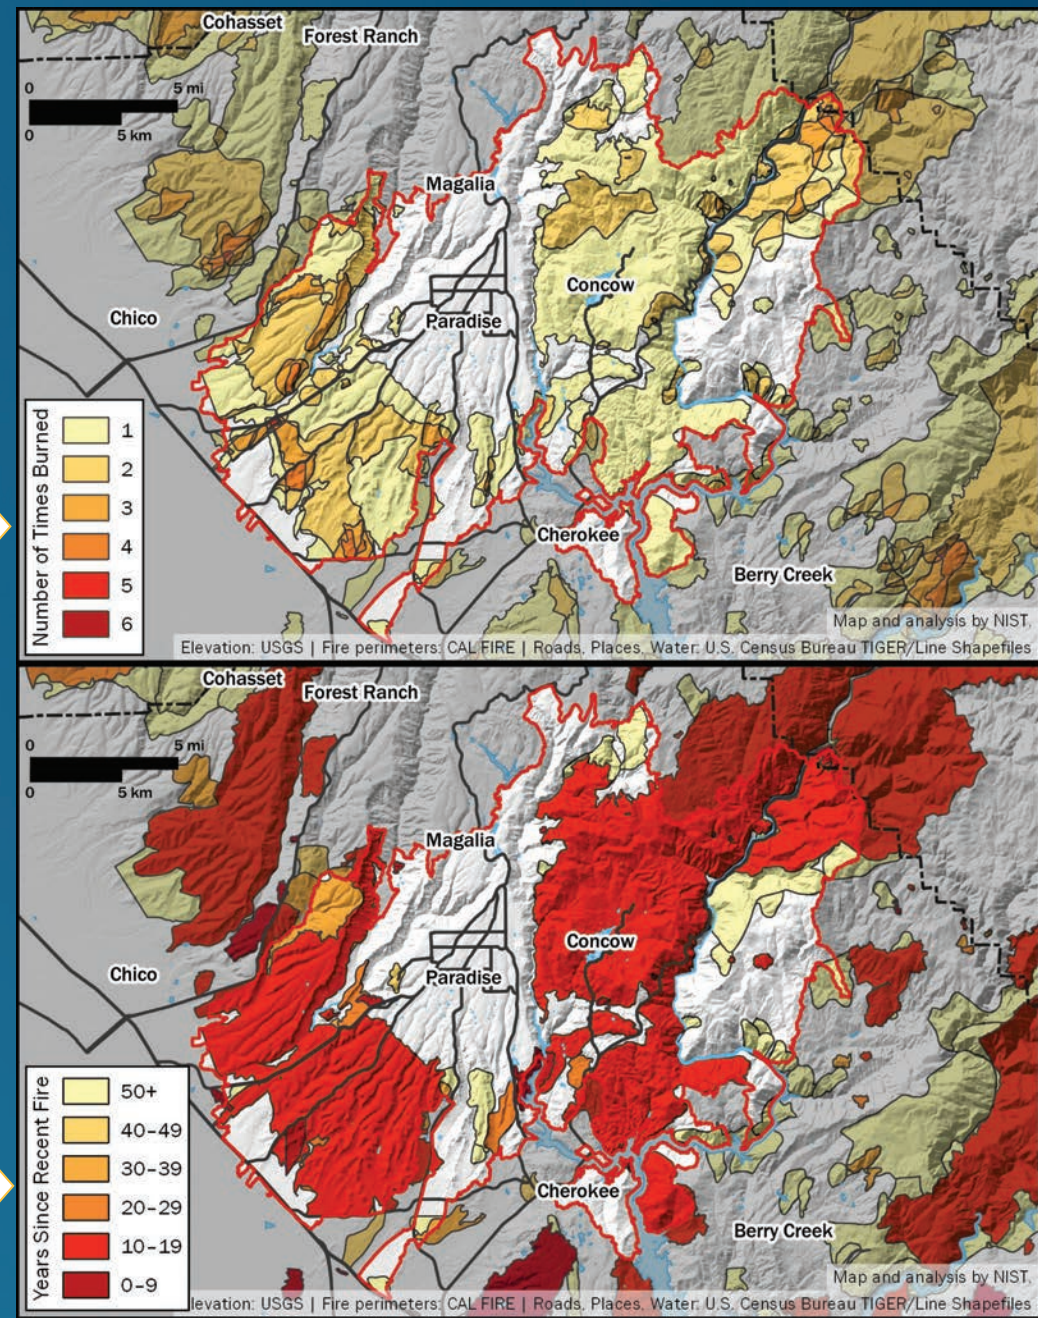 Cohasset
Forest Ranch
0 5 mi
0 5 km
Magalia
Concow
Chico
Paradise
Number of Times Burned
1
2
3
4
5
6
Cherokee
Berry Creek
Map and analysis by NIST.
Elevation: USGS | Fire perimeters: CAL FIRE | Roads, Places, Water: U.S. Census Bureau TIGER/Line Shapefiles
Cohasset
Forest Ranch
0 5 mi
0 5 km
Magalia
Concow
Chico
Paradise
Years Since Recent Fire
50+
40–49
30–39
20–29
10–19
0–9
Cherokee
Berry Creek
Map and analysis by NIST.
levation: USGS | Fire perimeters: CAL FIRE | Roads, Places, Water: U.S. Census Bureau TIGER/Line Shapefiles